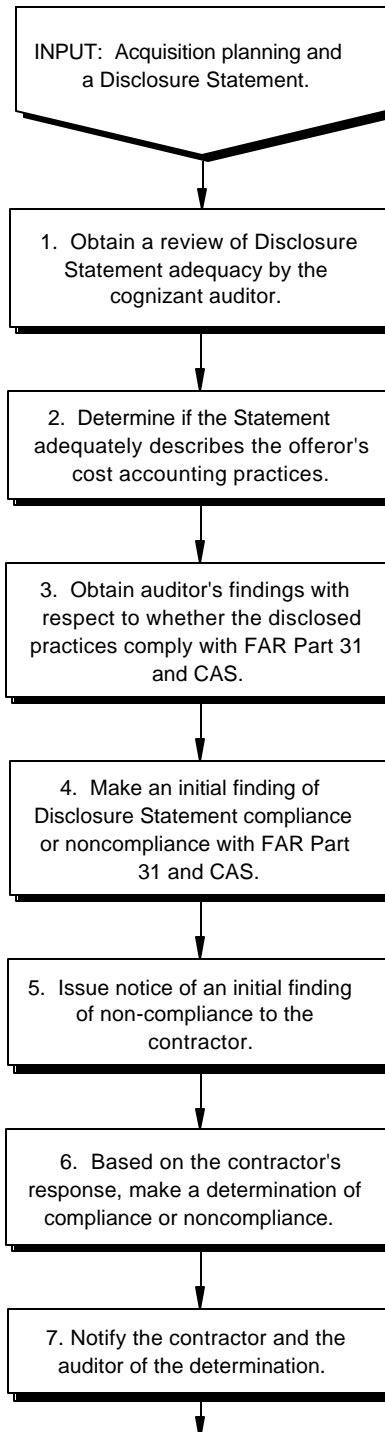 INPUT: Acquisition planning and
a Disclosure Statement.
1. Obtain a review of Disclosure
Statement adequacy by the
cognizant auditor.
2. Determine if the Statement
adequately describes the offeror's
cost accounting practices.
3. Obtain auditor's findings with
respect to whether the disclosed
practices comply with FAR Part 31
and CAS.
4. Make an initial finding of
Disclosure Statement compliance
or noncompliance with FAR Part
31 and CAS.
5. Issue notice of an initial finding
of non-compliance to the
contractor.
6. Based on the contractor's
response, make a determination of
compliance or noncompliance.
7. Notify the contractor and the
auditor of the determination.